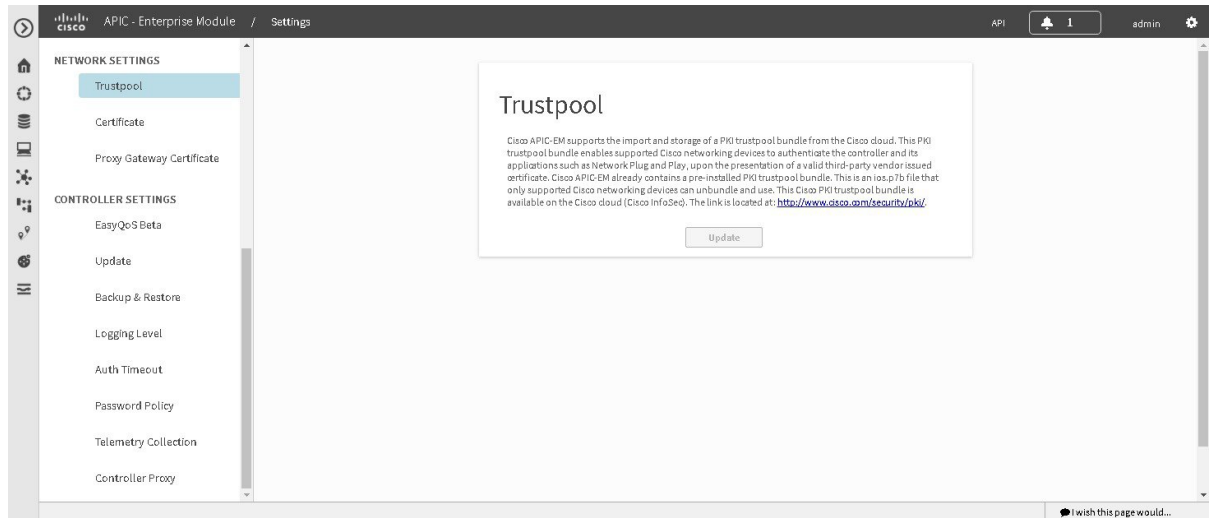 cisco APIC - Enterprise Module / Settings API 1 admin
NETWORK SETTINGS
Trustpool
Certificate
Proxy Gateway Certificate
CONTROLLER SETTINGS
EasyQoS Beta
Update
Backup & Restore
Logging Level
Auth Timeout
Password Policy
Telemetry Collection
Controller Proxy
Trustpool
Cisco APIC-EM supports the import and storage of a PKI trustpool bundle from the Cisco cloud. This PKI
trustpool bundle enables supported Cisco networking devices to authenticate the controller and its
applications such as Network Plug and Play, upon the presentation of a valid third-party vendor issued
certificate. Cisco APIC-EM already contains a pre-installed PKI trustpool bundle. This is an ios.p7b file that
only supported Cisco networking devices can unbundle and use. This Cisco PKI trustpool bundle is
available on the Cisco cloud (Cisco InfoSec). The link is located at: http://www.cisco.com/security/pki/.
Update
I wish this page would...